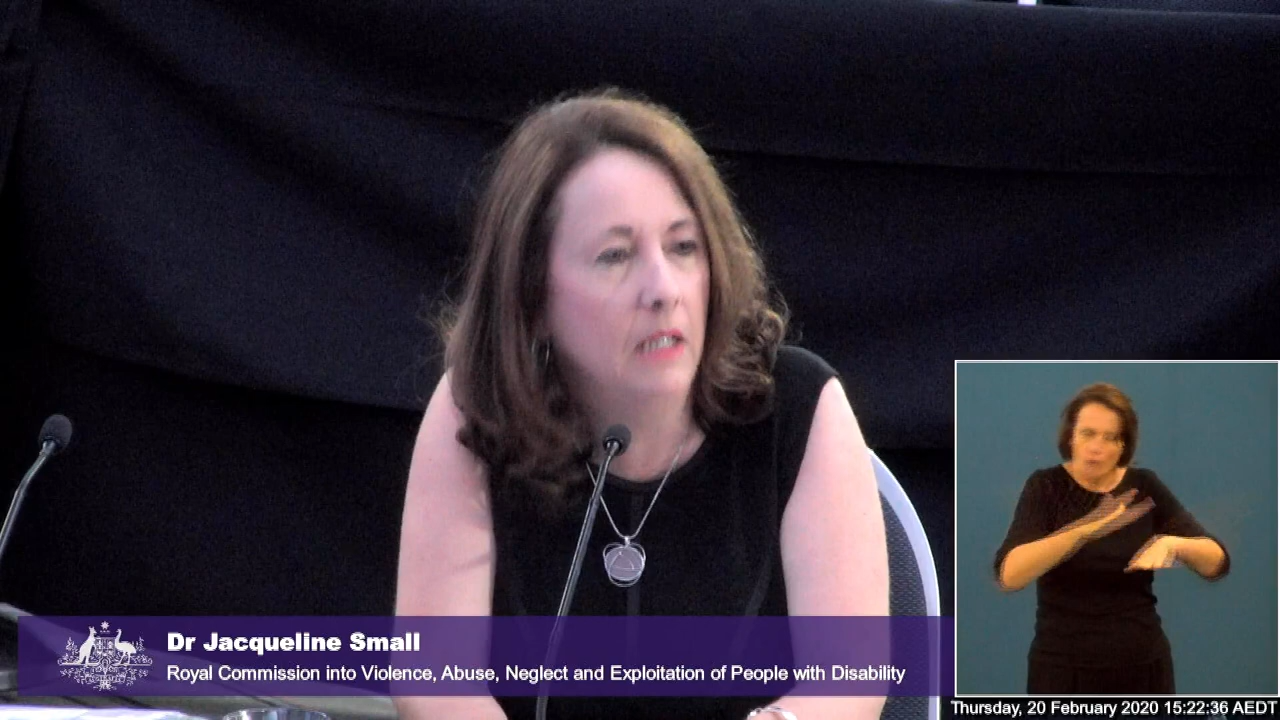 Dr Jacqueline Small
Royal Commission into Violence, Abuse, Neglect and Exploitation of People with Disability
Thursday, 20 February 2020 15:22:36 AEDT